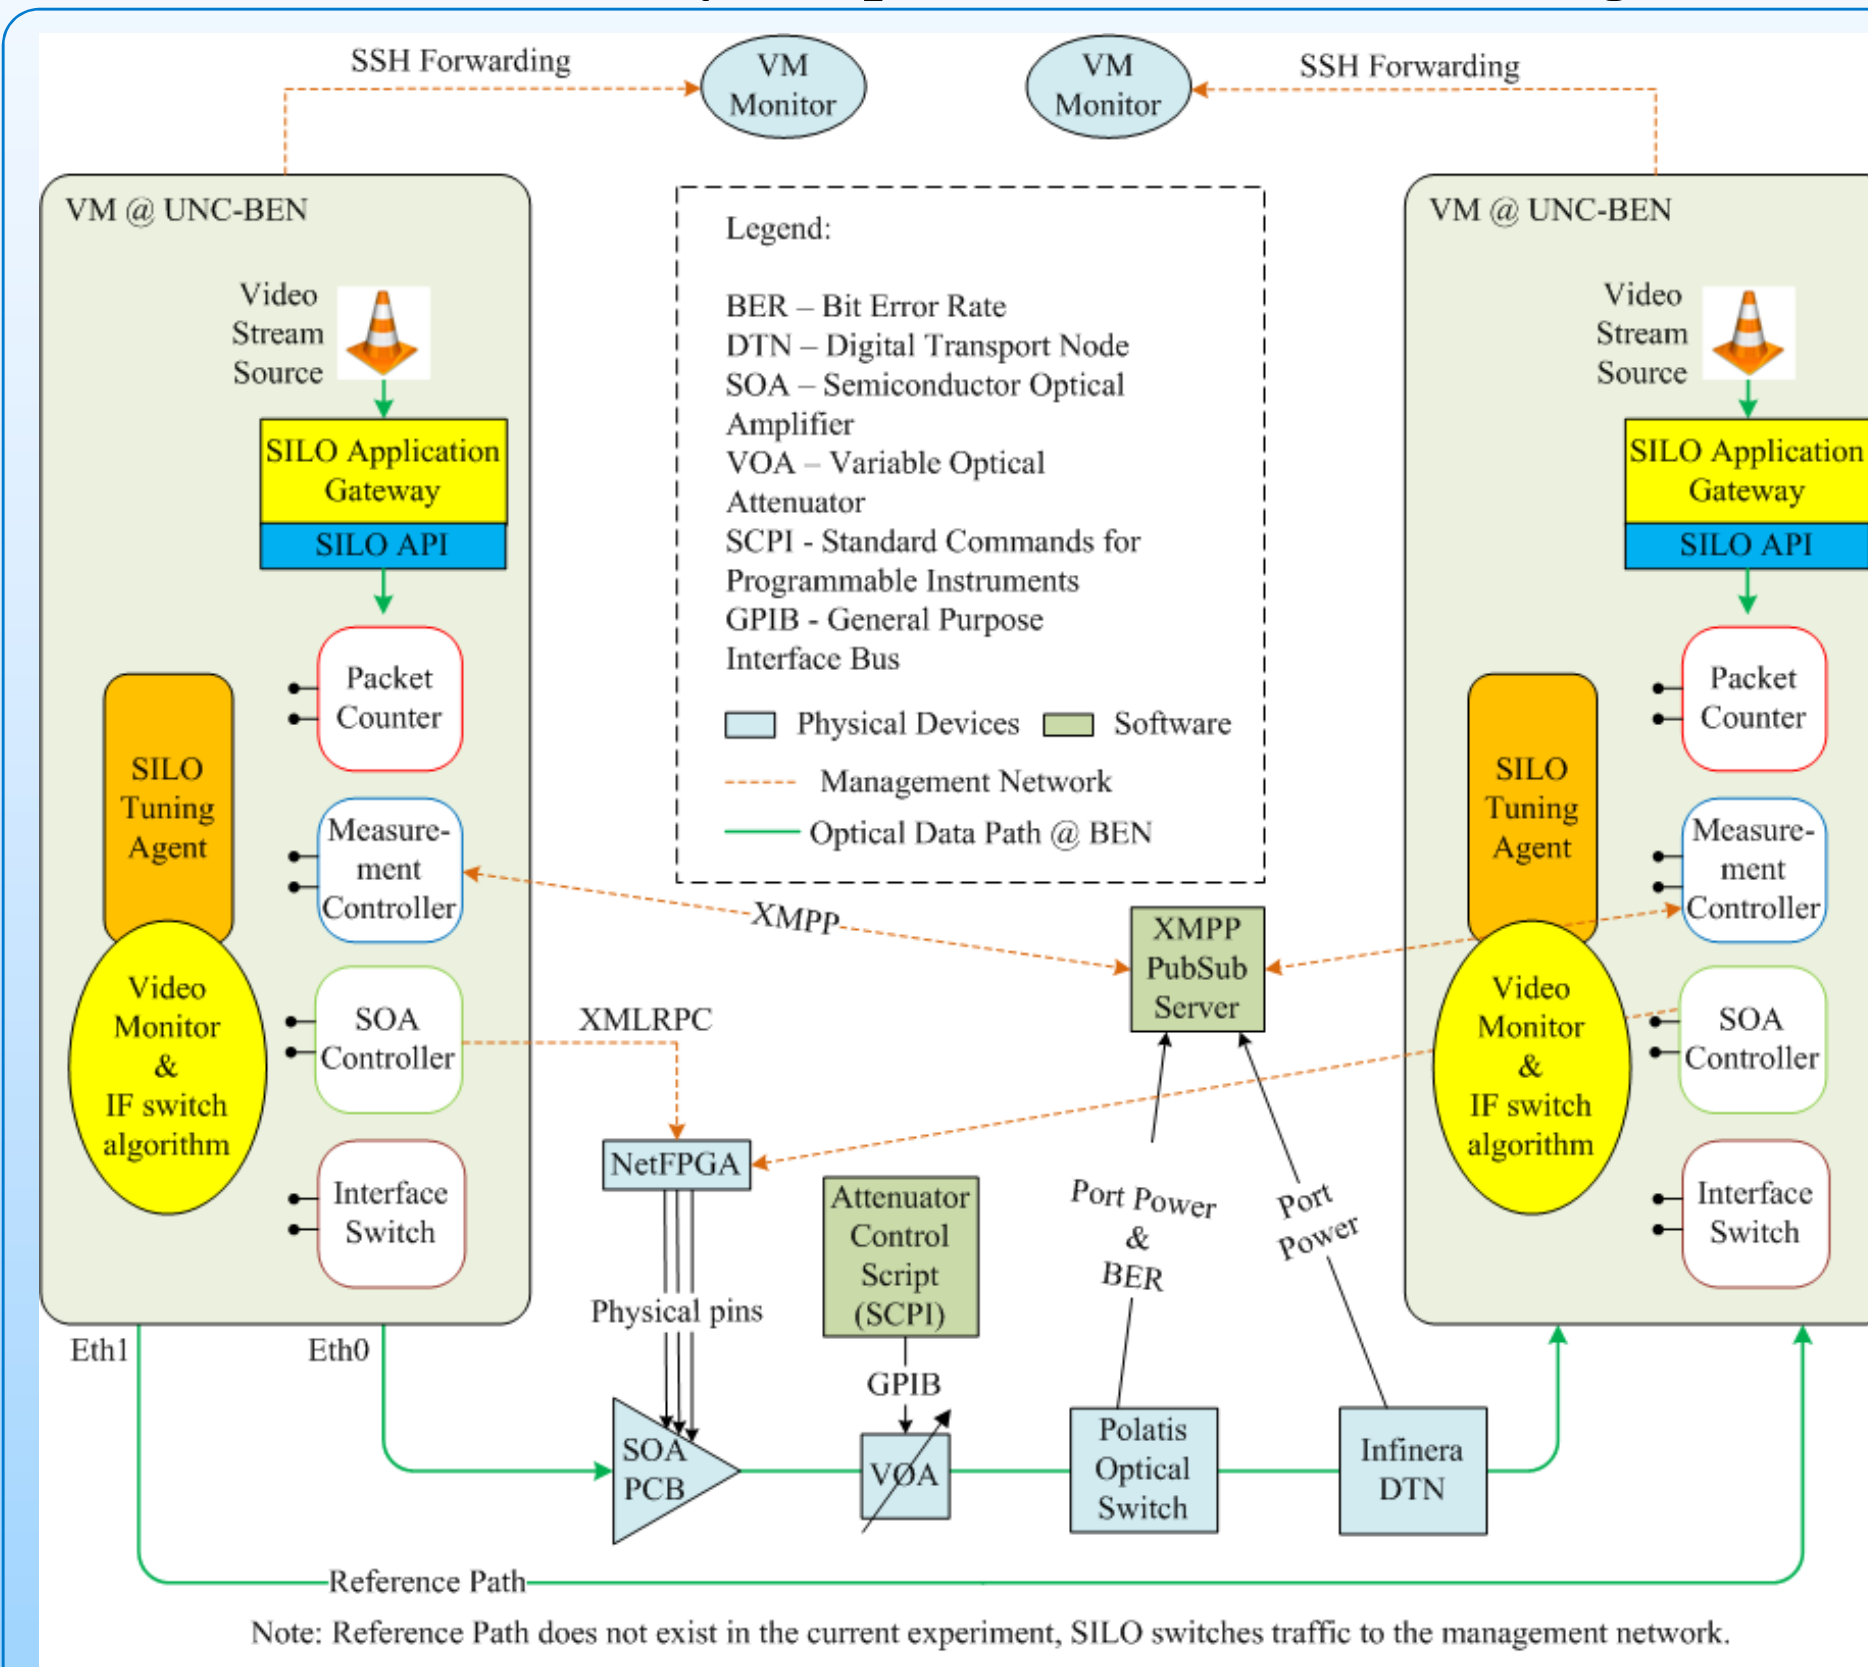 SSH Forwarding
VM
Monitor
VM
Monitor
SSH Forwarding
VM @ UNC-BEN
Video
Stream
Source
SILO Application
Gateway
SILO API
Packet
Counter
SILO
Tuning
Agent
Measure-
ment
Controller
Video
Monitor
&
IF switch
algorithm
SOA
Controller
Interface
Switch
Eth1
Eth0
Legend:
BER – Bit Error Rate
DTN – Digital Transport Node
SOA – Semiconductor Optical
Amplifier
VOA – Variable Optical
Attenuator
SCPI - Standard Commands for
Programmable Instruments
GPIB - General Purpose
Interface Bus
Physical Devices
Software
Management Network
Optical Data Path @ BEN
XMPP
XMPP
PubSub
Server
XMLRPC
NetFPGA
Physical pins
Attenuator
Control
Script
(SCPI)
GPIB
Port Power
&
BER
Port
Power
SOA
PCB
VOA
Polatis
Optical
Switch
Infinera
DTN
VM @ UNC-BEN
Video
Stream
Source
SILO Application
Gateway
SILO API
Packet
Counter
SILO
Tuning
Agent
Measure-
ment
Controller
Video
Monitor
&
IF switch
algorithm
SOA
Controller
Interface
Switch
Reference Path
Note: Reference Path does not exist in the current experiment, SILO switches traffic to the management network.